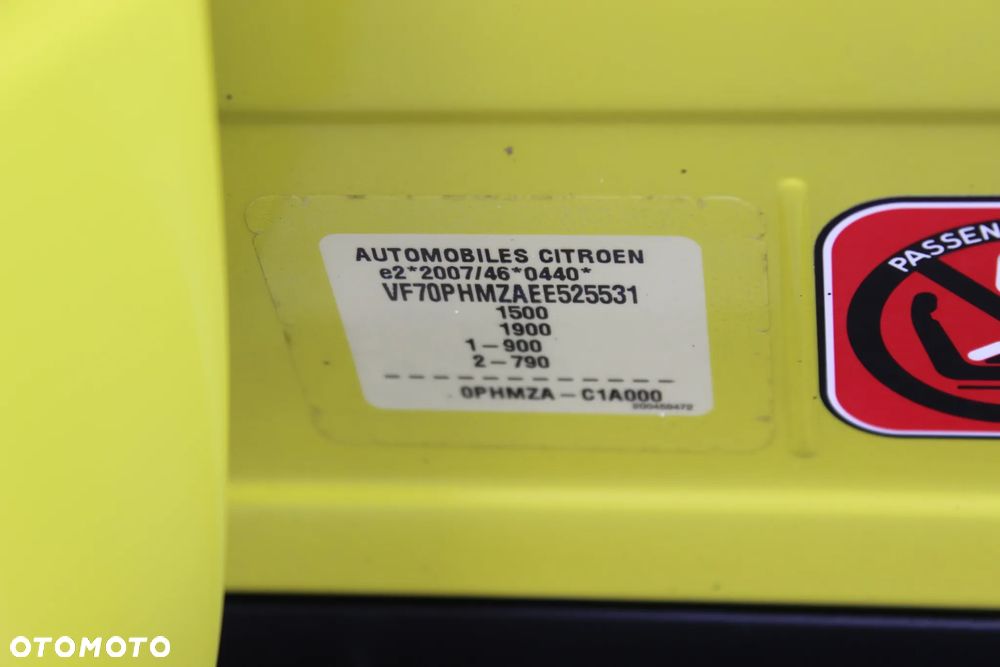 AUTOMOBILES CITROEN
e2*2007/46*0440*
VF70PHMZAEE525531
1500
1900
1-900
2-790
0PHMZA-C1A000
PASSEN
OTOMOTO